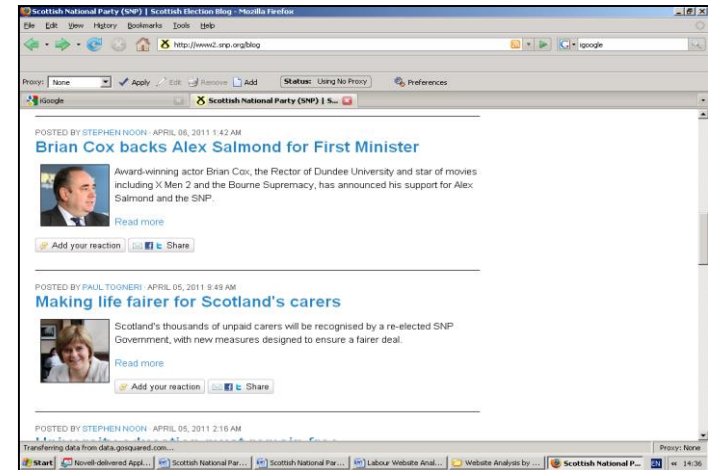 Scottish National Party (SNP) | Scottish Election Blog - Mozilla Firefox
File Edit View History Bookmarks Tools Help
http://www2.snp.org/blog
igoogle
Proxy: None Apply Edit Remove Add Status: Using No Proxy Preferences
iGoogle Scottish National Party (SNP) | S...
POSTED BY STEPHEN NOON · APRIL 06, 2011 1:42 AM
Brian Cox backs Alex Salmond for First Minister
Award-winning actor Brian Cox, the Rector of Dundee University and star of movies
including X Men 2 and the Bourne Supremacy, has announced his support for Alex
Salmond and the SNP.
Read more
Add your reaction Share
POSTED BY PAUL TOGNERI · APRIL 05, 2011 9:49 AM
Making life fairer for Scotland's carers
Scotland's thousands of unpaid carers will be recognised by a re-elected SNP
Government, with new measures designed to ensure a fairer deal.
Read more
Add your reaction Share
POSTED BY STEPHEN NOON · APRIL 05, 2011 2:16 AM
Transferring data from data.gosquared.com... Proxy: None
Start Novell-delivered Appl... Scottish National Par... Scottish National Par... Labour Website Anal... Website Analysis by ... Scottish National P... EN « 14:36